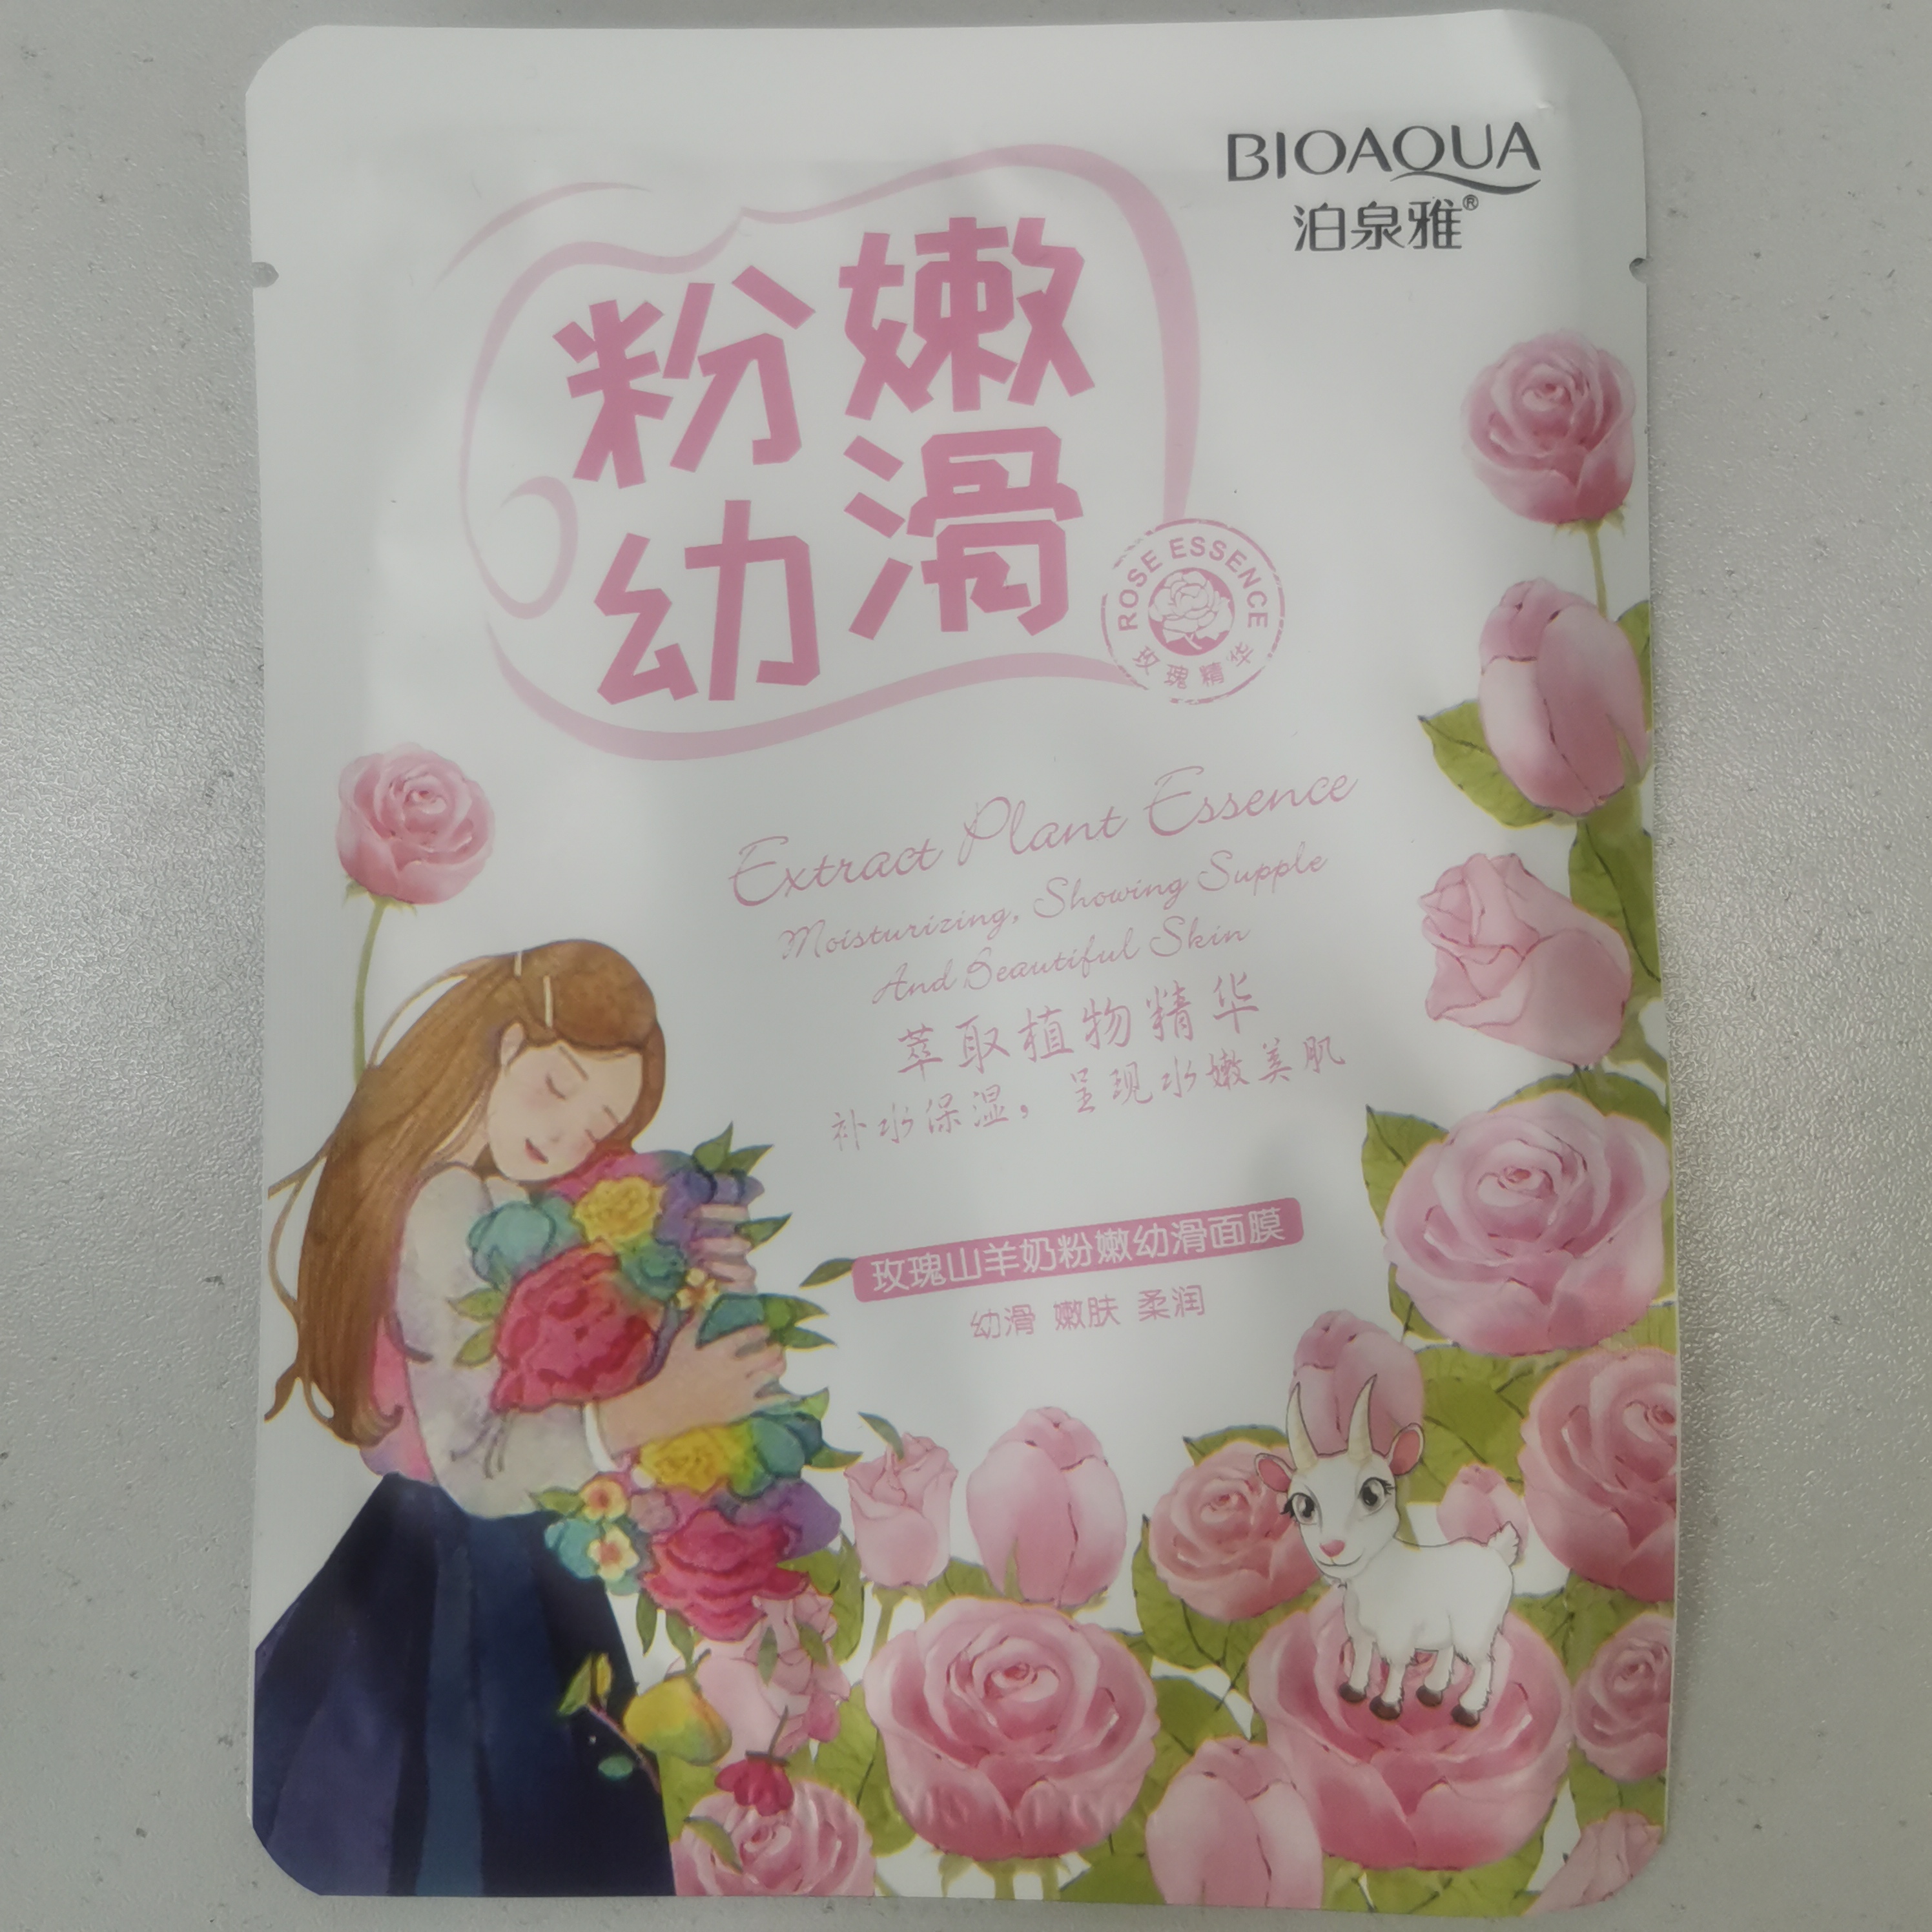 BIOAQUA
泊泉雅®
粉嫩
幼滑
ROSE ESSENCE
玫瑰精华
Extract Plant Essence
Moisturizing, Showing Supple
And Beautiful Skin
萃取植物精华
补水保湿，呈现水嫩美肌
玫瑰山羊奶粉嫩幼滑面膜
幼滑 嫩肤 柔润